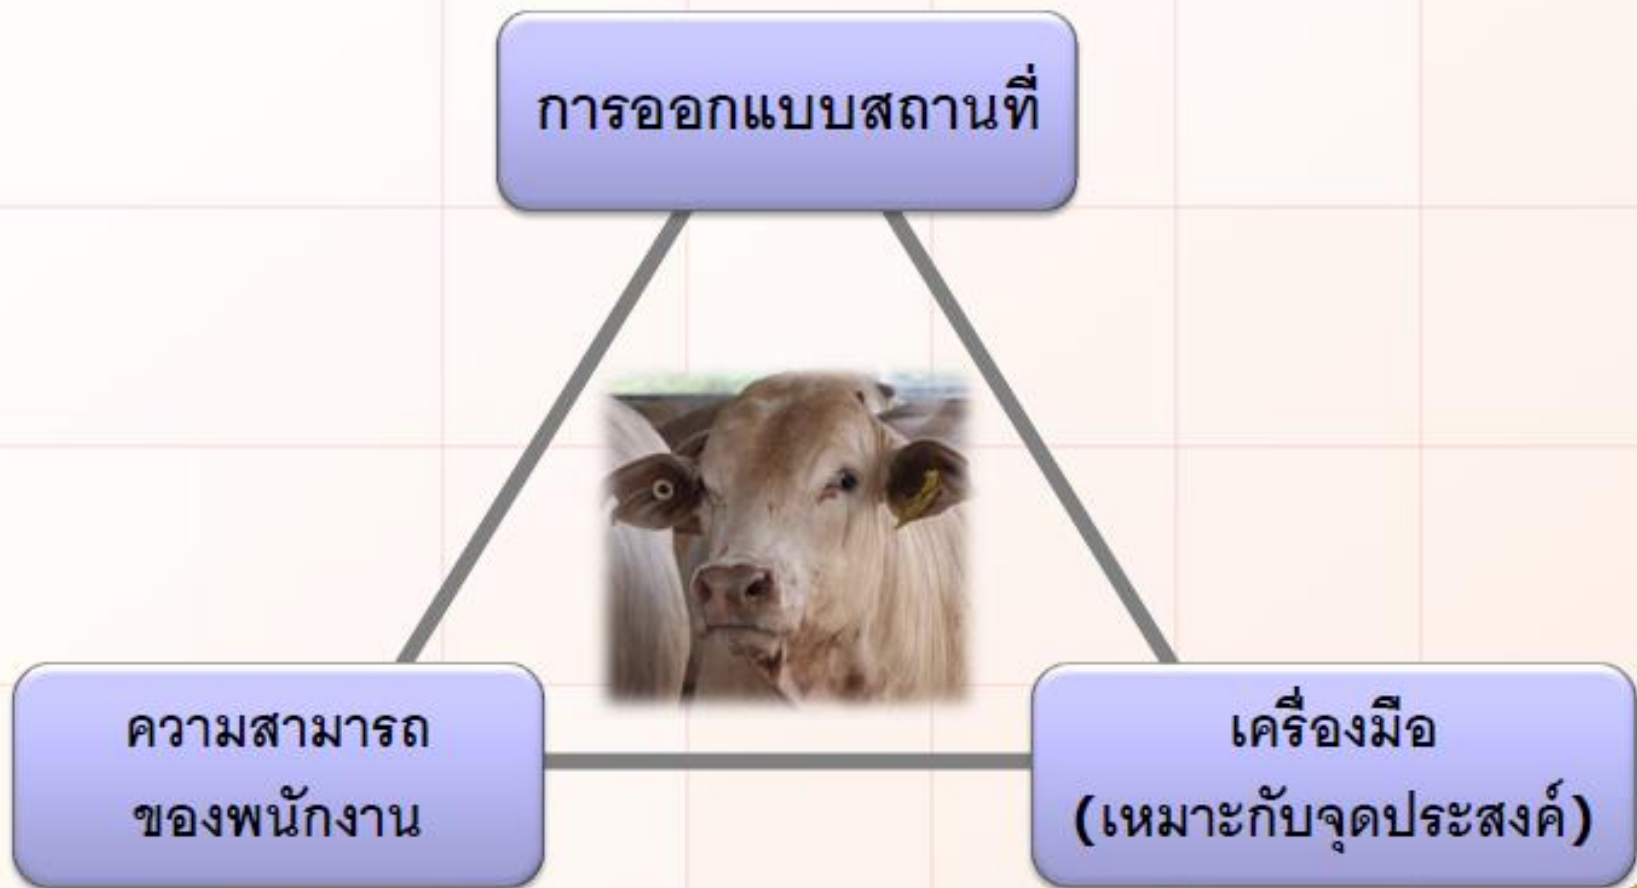 การออกแบบสถานที่
ความสามารถ
ของพนักงาน
เครื่องมือ
(เหมาะกับจุดประสงค์)